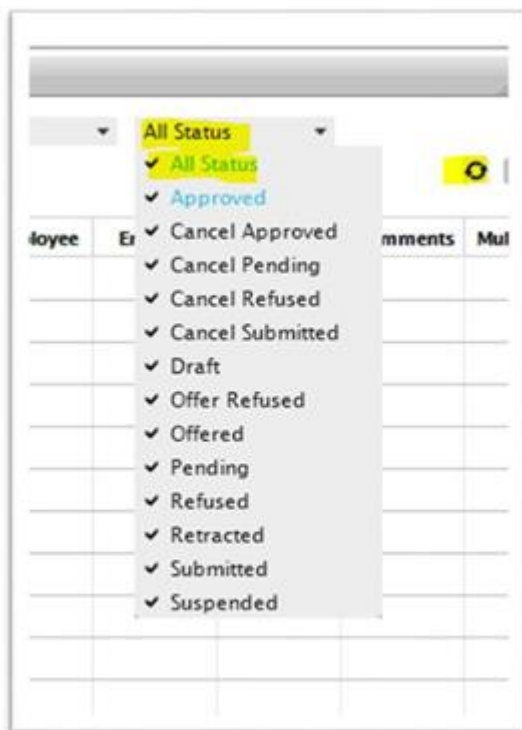 All Status
All Status
Approved
loyee Er Cancel Approved mments Mul
Cancel Pending
Cancel Refused
Cancel Submitted
Draft
Offer Refused
Offered
Pending
Refused
Retracted
Submitted
Suspended